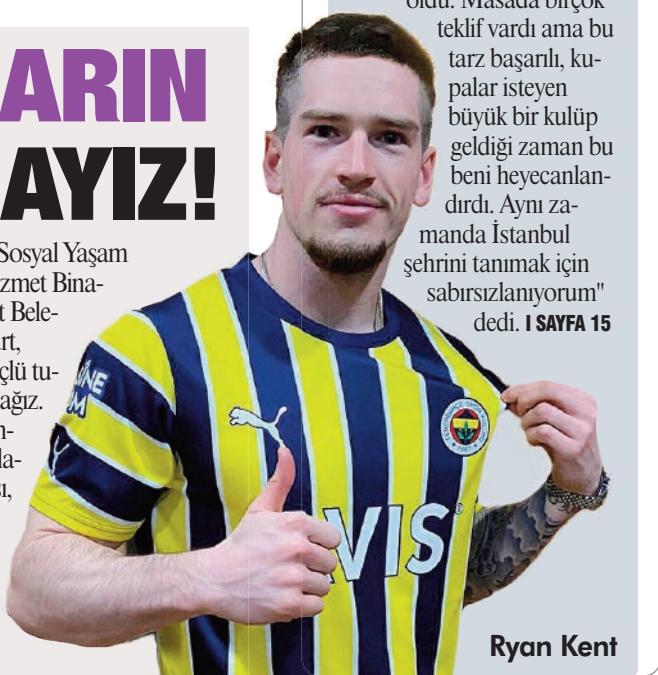 ARIN
AYIZ!
Sosyal Yaşam
zmet Bina-
t Bele-
rt,
çlü tu-
ağız.
n-
la-
ı,
oldu. Masada birçok
teklif vardı ama bu
tarz başarılı, ku-
palar isteyen
büyük bir kulüp
geldiği zaman bu
beni heyecanlan-
dırdı. Aynı za-
manda İstanbul
şehrini tanımak için
sabırsızlanıyorum"
dedi. I SAYFA 15
VIS
Ryan Kent